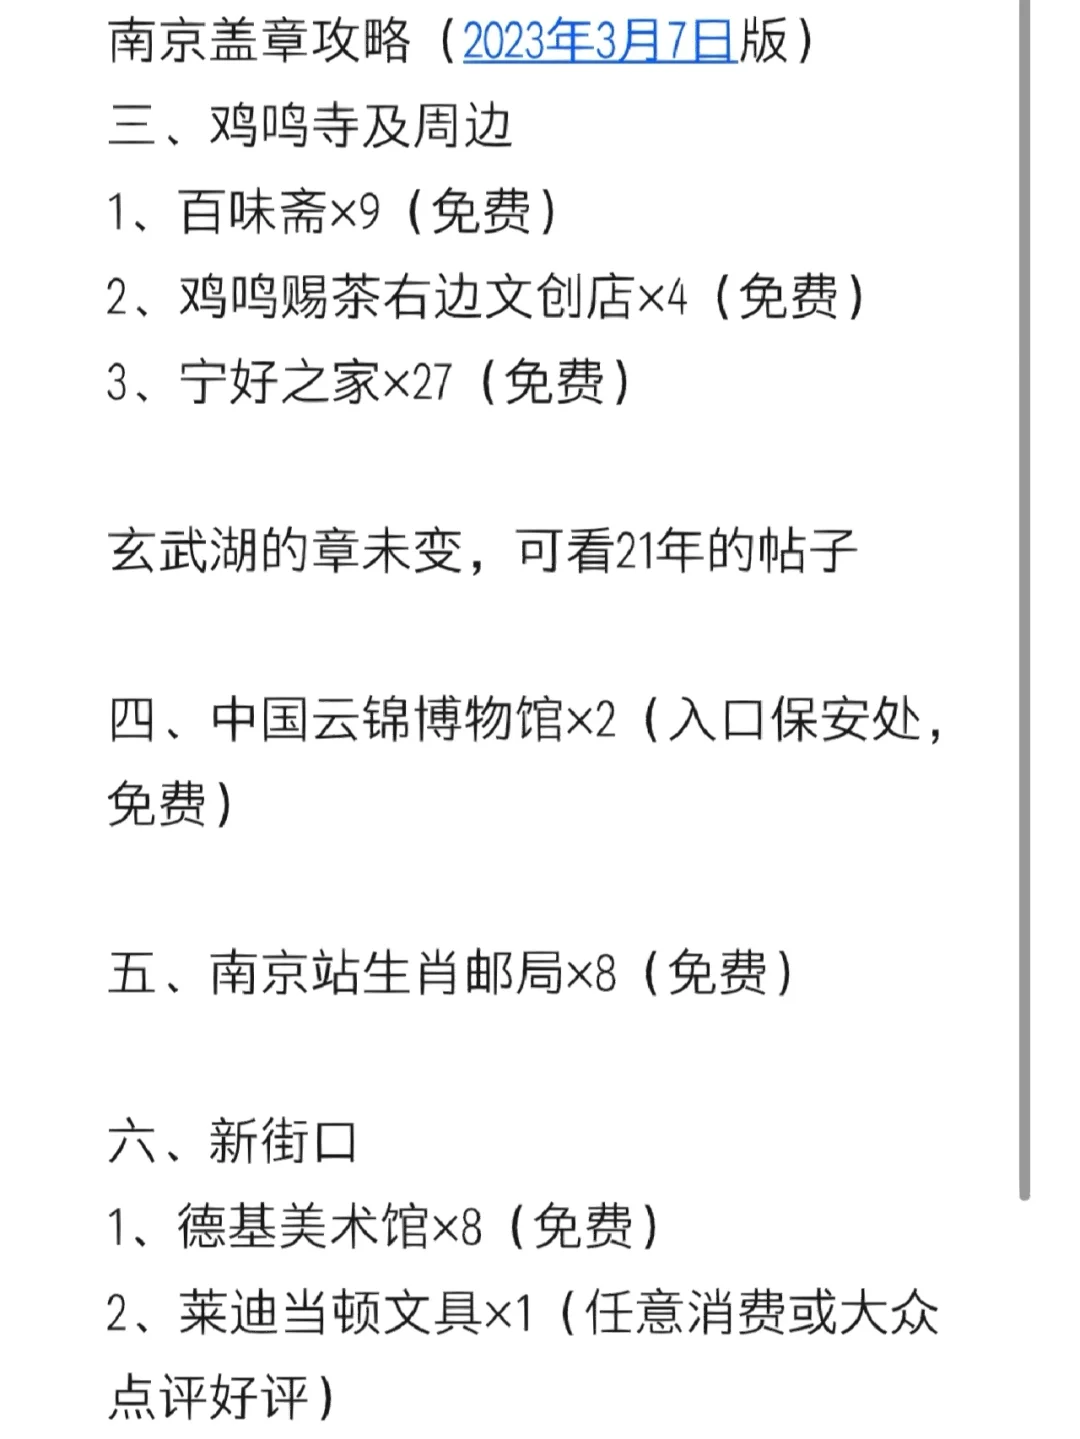 南京盖章攻略（2023年3月7日版）
三、鸡鸣寺及周边
1、百味斋×9（免费）
2、鸡鸣赐茶右边文创店×4（免费）
3、宁好之家×27（免费）
玄武湖的章未变，可看21年的帖子
四、中国云锦博物馆×2（入口保安处，
免费）
五、南京站生肖邮局×8（免费）
六、新街口
1、德基美术馆×8（免费）
2、莱迪当顿文具×1（任意消费或大众
点评好评）